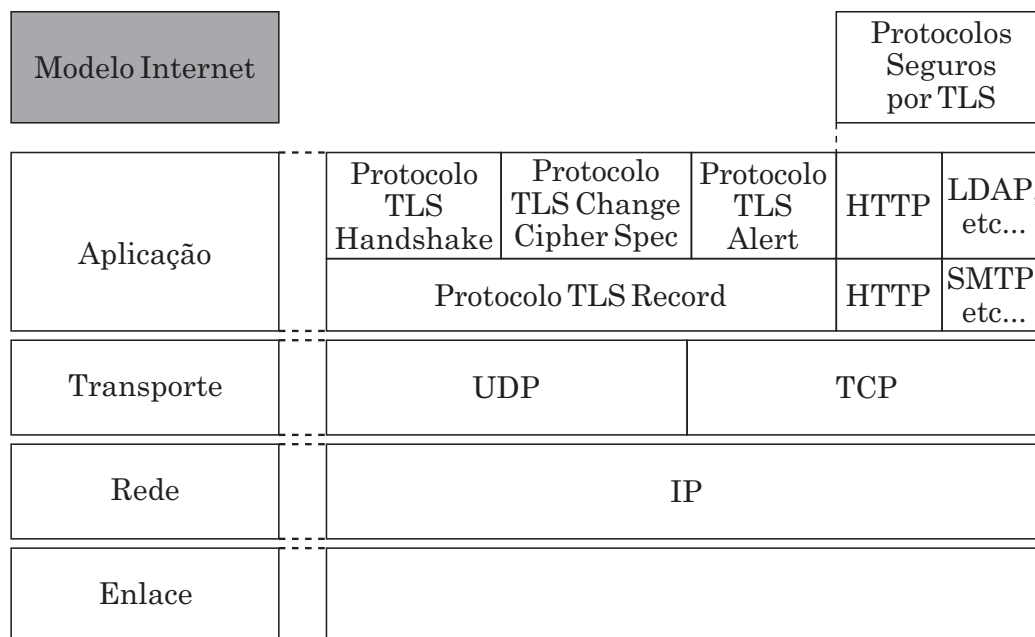 Modelo Internet
Protocolos
Seguros
por TLS
Aplicação
Protocolo
TLS
Handshake
Protocolo
TLS Change
Cipher Spec
Protocolo
TLS
Alert
HTTP
LDAP,
etc...
Protocolo TLS Record
HTTP
SMTP
etc...
Transporte
UDP
TCP
Rede
IP
Enlace